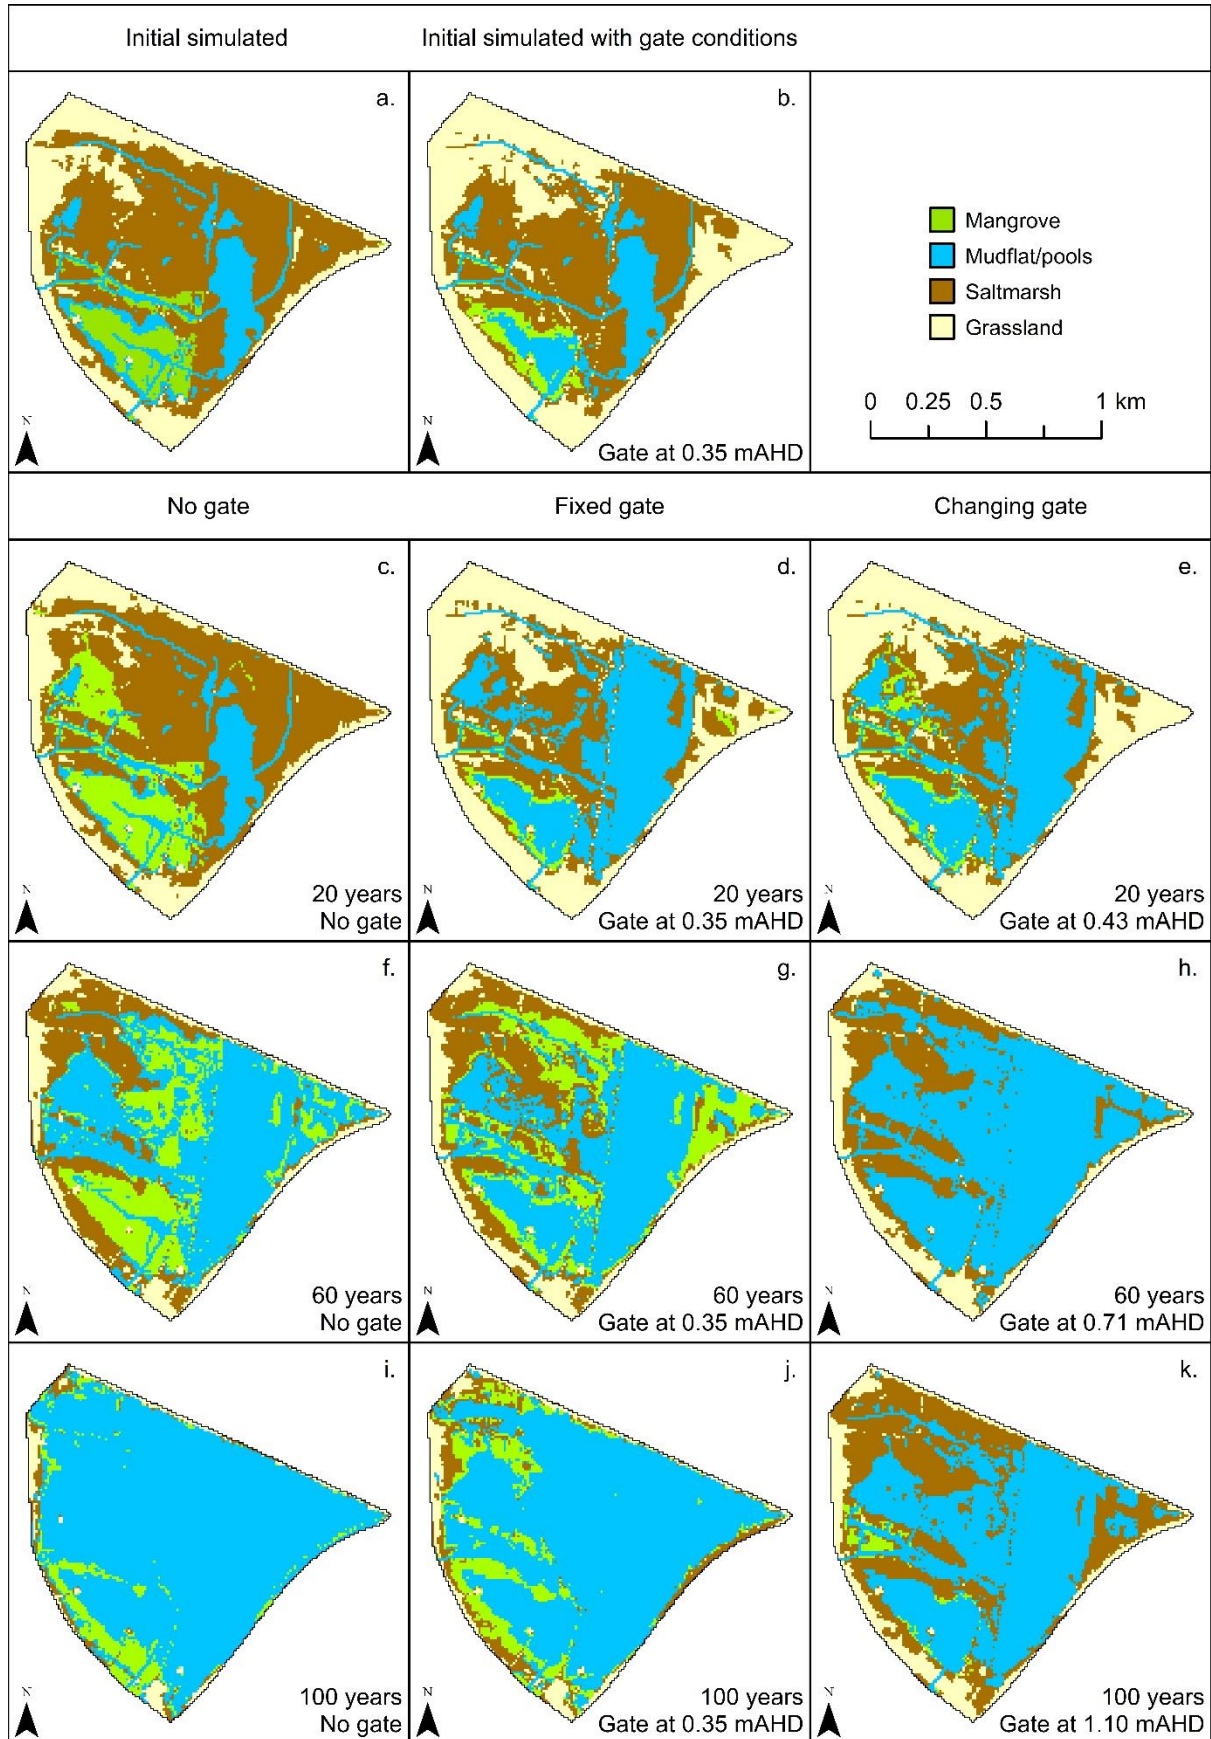 Initial simulated
Initial simulated with gate conditions
a.
N
b.
N
Gate at 0.35 mAHD
Mangrove
Mudflat/pools
Saltmarsh
Grassland
0 0.25 0.5 1 km
No gate
Fixed gate
Changing gate
c.
N
20 years
No gate
d.
N
20 years
Gate at 0.35 mAHD
e.
N
20 years
Gate at 0.43 mAHD
f.
N
60 years
No gate
g.
N
60 years
Gate at 0.35 mAHD
h.
N
60 years
Gate at 0.71 mAHD
i.
N
100 years
No gate
j.
N
100 years
Gate at 0.35 mAHD
k.
N
100 years
Gate at 1.10 mAHD